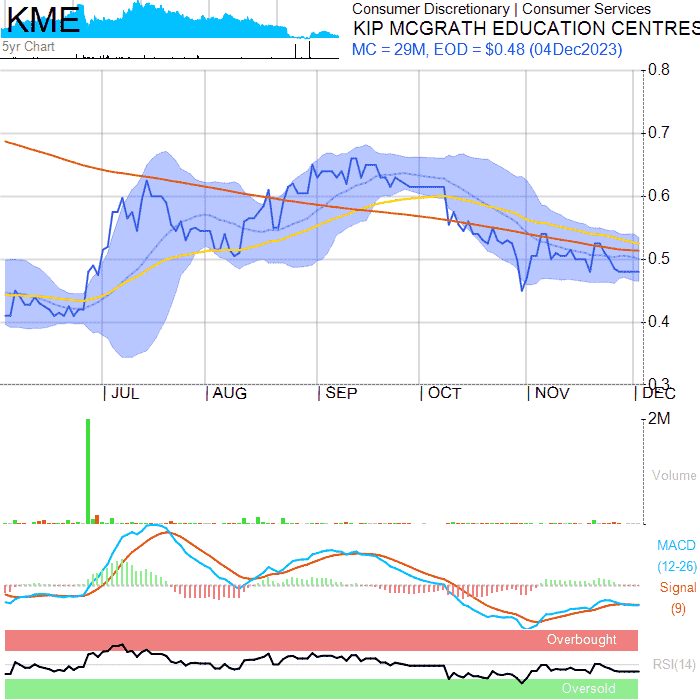 KME
5yr Chart
Consumer Discretionary | Consumer Services
KIP MCGRATH EDUCATION CENTRES
MC = 29M, EOD = $0.48 (04Dec2023)
0.8
0.7
0.6
0.5
0.4
0.3
JUL AUG SEP OCT NOV DEC
2M
Volume
MACD
(12-26)
Signal
(9)
Overbought
RSI(14)
Oversold